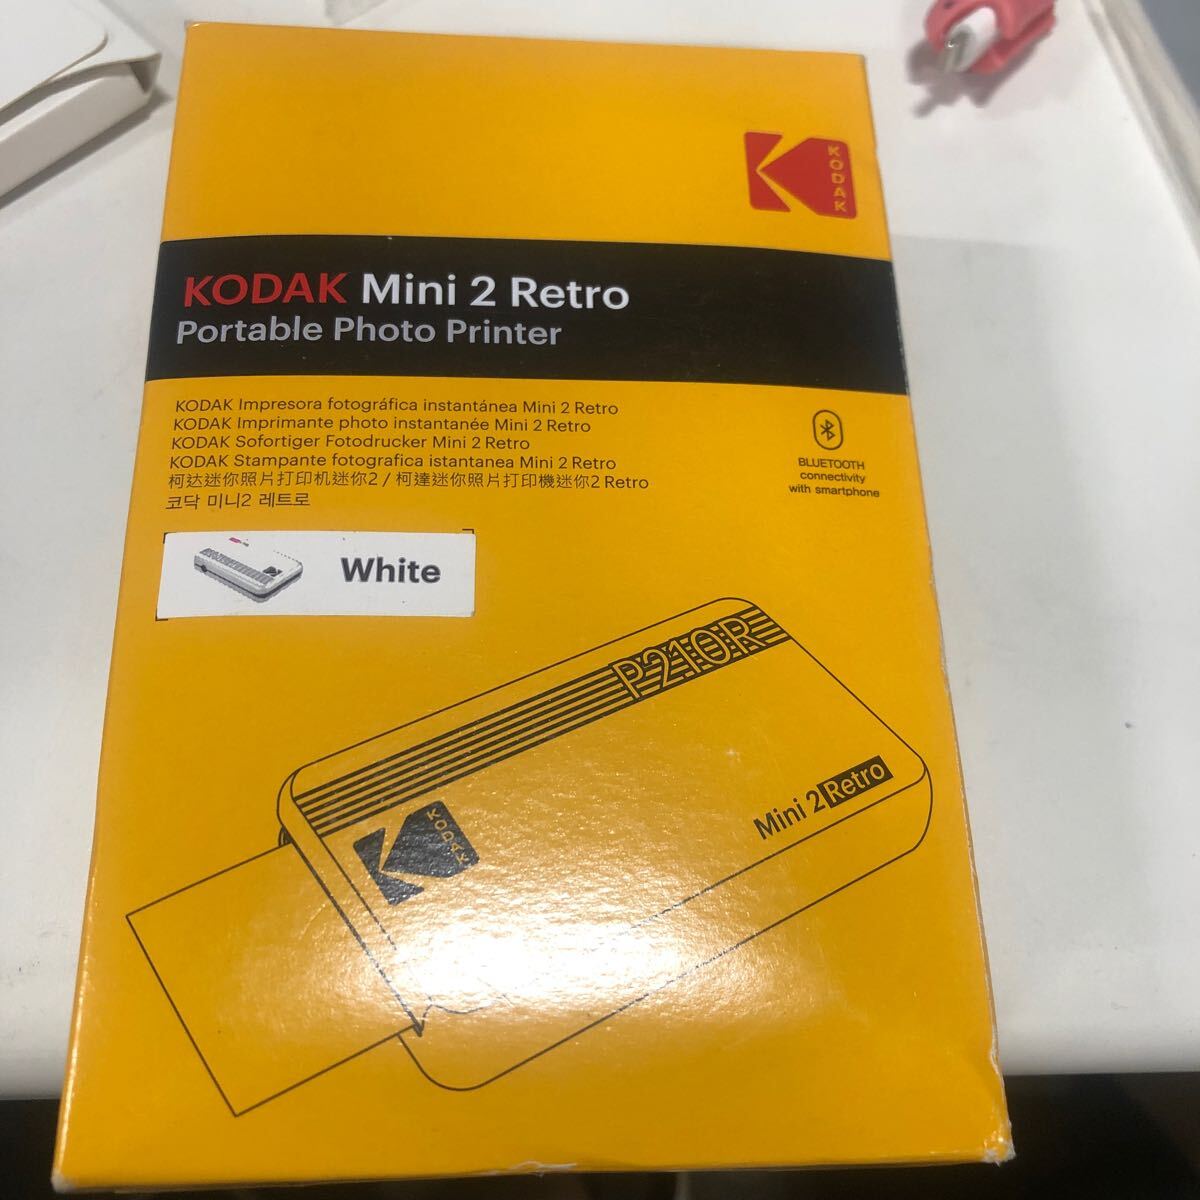 KODAK
KODAK Mini 2 Retro
Portable Photo Printer
KODAK Impresora fotográfica instantánea Mini 2 Retro
KODAK Imprimante photo instantanée Mini 2 Retro
KODAK Sofortiger Fotodrucker Mini 2 Retro
KODAK Stampante fotografica istantanea Mini 2 Retro
柯达迷你照片打印机迷你2 / 柯達迷你照片打印機迷你2 Retro
코닥 미니2 레트로
BLUETOOTH
connectivity
with smartphone
White
P210R
Mini 2 Retro
KODAK